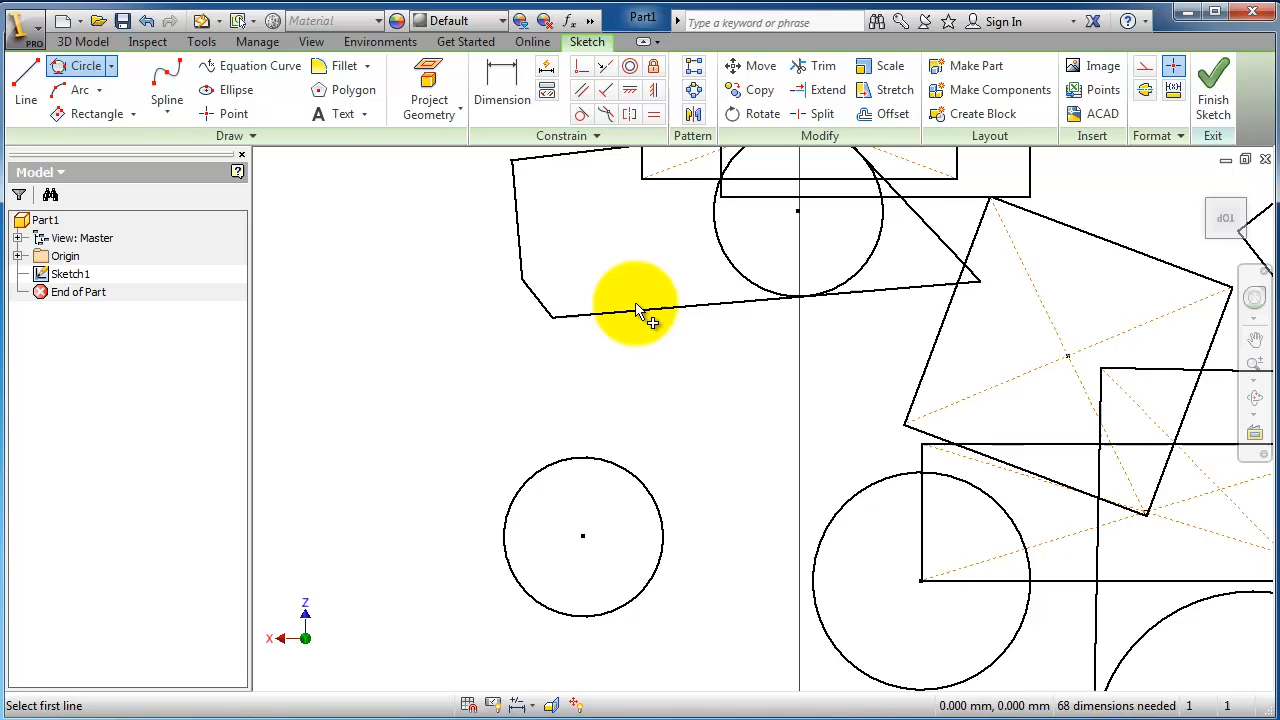 Material
Default
Part1
Type a keyword or phrase
Sign In
PRO
3D Model
Inspect
Tools
Manage
View
Environments
Get Started
Online
Sketch
Line
Circle
Arc
Rectangle
Spline
Equation Curve
Ellipse
Point
Fillet
Polygon
A Text
Project Geometry
Dimension
Move
Copy
Rotate
Trim
Extend
Split
Scale
Stretch
Offset
Make Part
Make Components
Create Block
Image
Points
ACAD
Finish Sketch
Draw
Constrain
Pattern
Modify
Layout
Insert
Format
Exit
Model
Part1
View: Master
Origin
Sketch1
End of Part
TOP
Z
X
Select first line
0.000 mm, 0.000 mm
68 dimensions needed
1
1